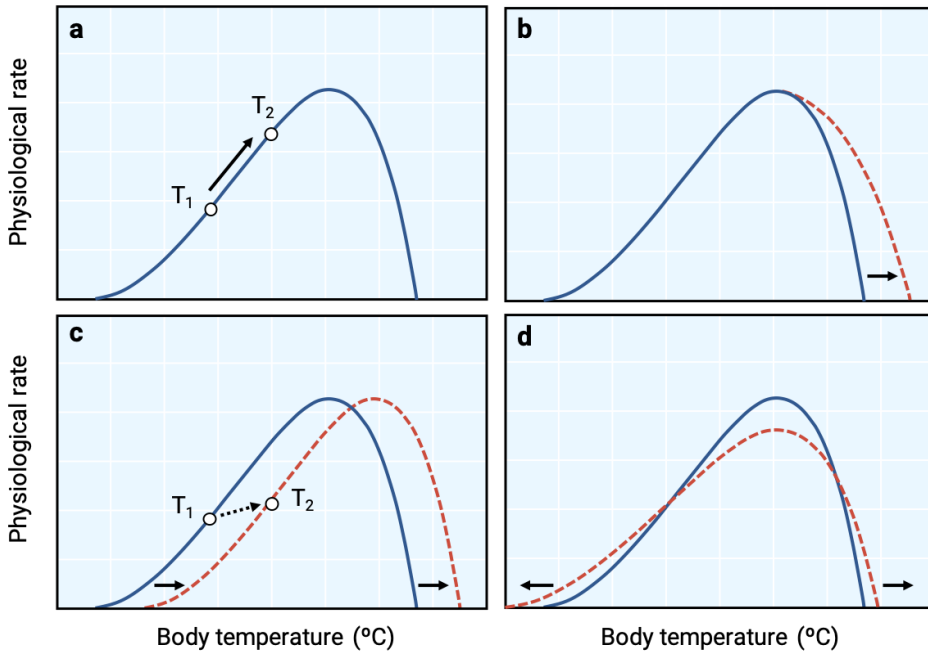 a
b
Physiological rate
T₂
T₁
c
d
Physiological rate
T₁
T₂
Body temperature (ºC)
Body temperature (ºC)